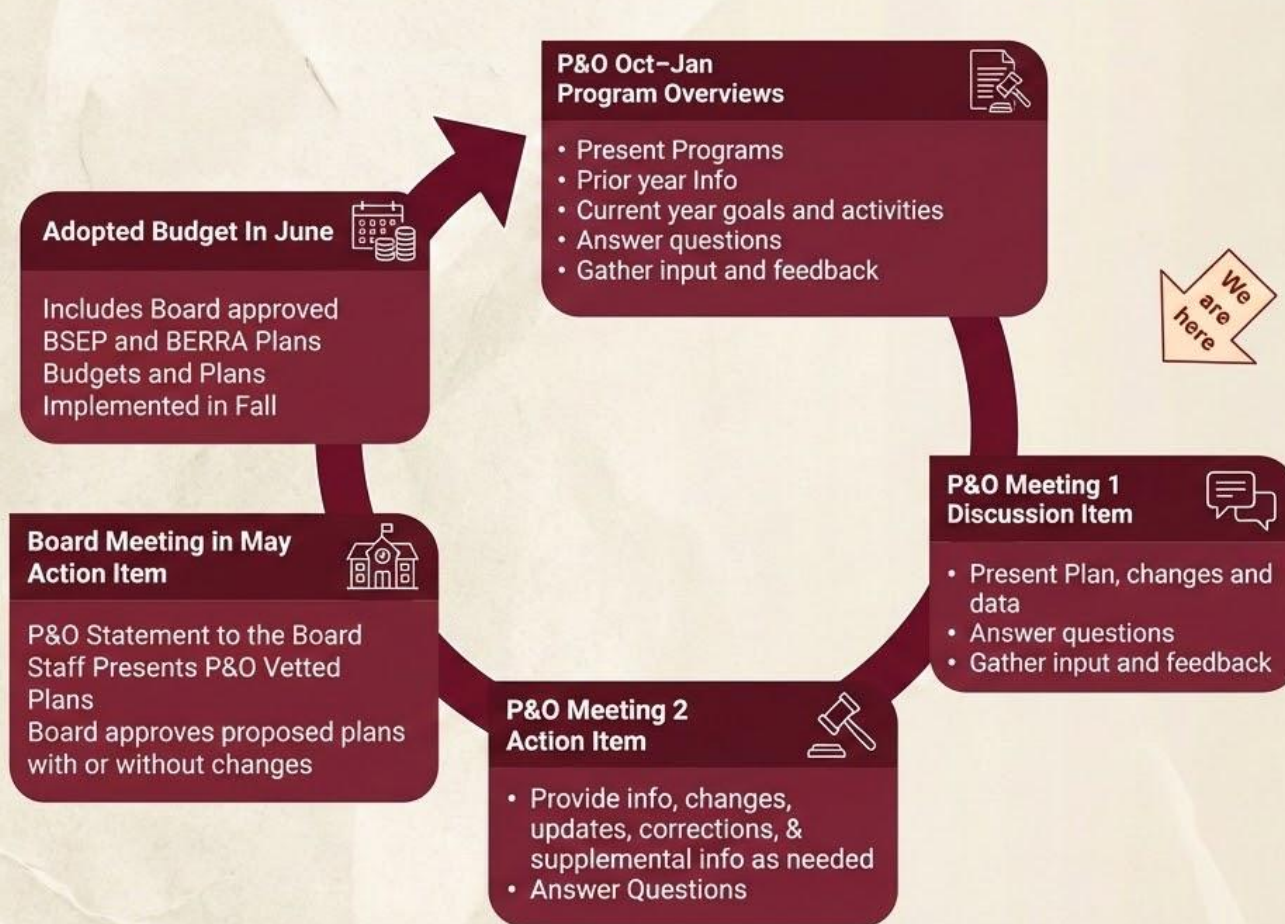 P&O Oct–Jan
Program Overviews
• Present Programs
• Prior year Info
• Current year goals and activities
• Answer questions
• Gather input and feedback
We
are
here
P&O Meeting 1
Discussion Item
• Present Plan, changes and
data
• Answer questions
• Gather input and feedback
P&O Meeting 2
Action Item
• Provide info, changes,
updates, corrections, &
supplemental info as needed
• Answer Questions
Board Meeting in May
Action Item
P&O Statement to the Board
Staff Presents P&O Vetted
Plans
Board approves proposed plans
with or without changes
Adopted Budget In June
Includes Board approved
BSEP and BERRA Plans
Budgets and Plans
Implemented in Fall